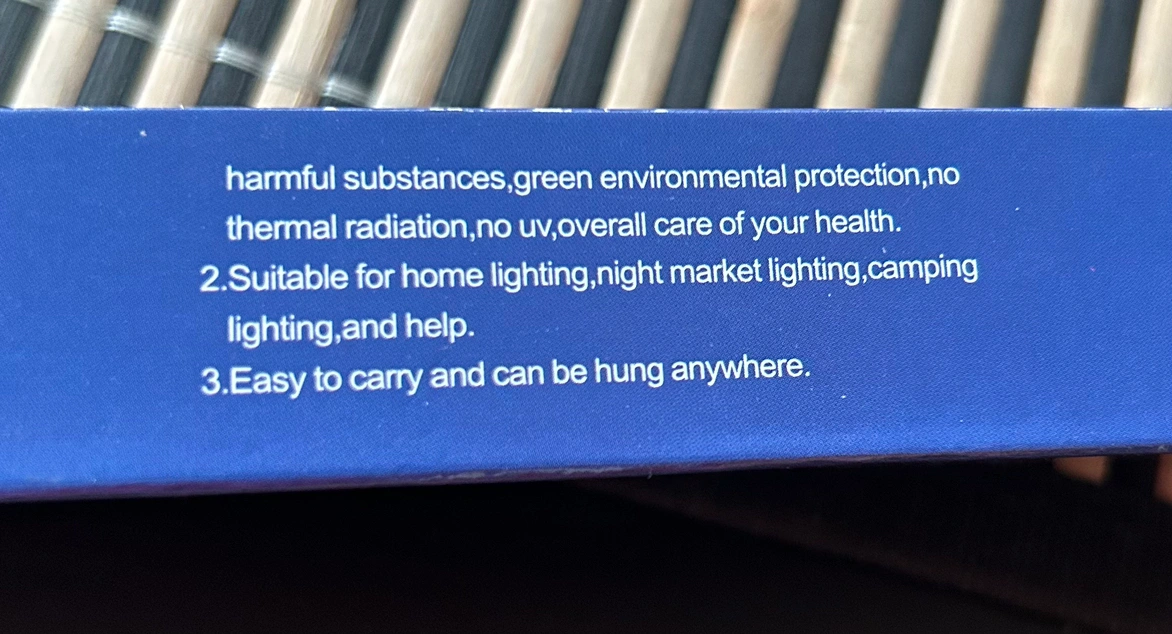 harmful substances,green environmental protection,no
thermal radiation,no uv,overall care of your health.
2.Suitable for home lighting,night market lighting,camping
lighting,and help.
3.Easy to carry and can be hung anywhere.